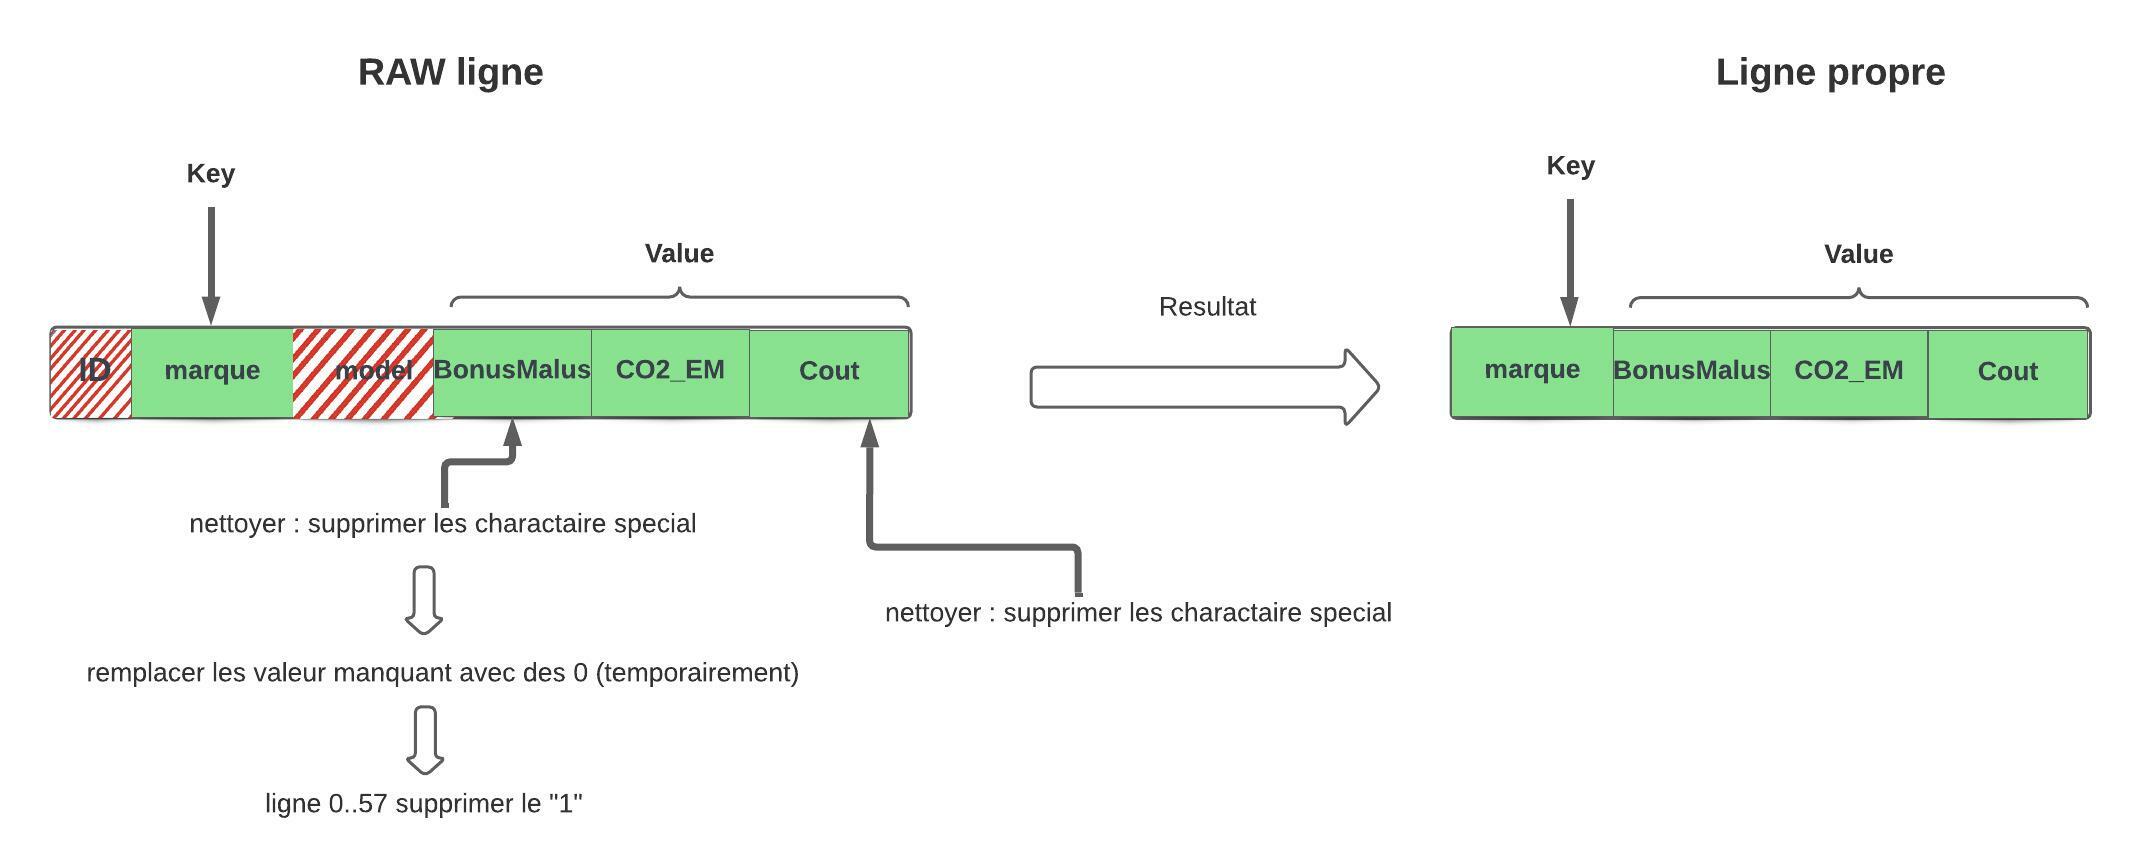 RAW ligne
Ligne propre
Key
Value
ID marque model BonusMalus CO2_EM Cout
nettoyer : supprimer les charactaire special
remplacer les valeur manquant avec des 0 (temporairement)
ligne 0..57 supprimer le "1"
nettoyer : supprimer les charactaire special
Resultat
Key
Value
marque BonusMalus CO2_EM Cout